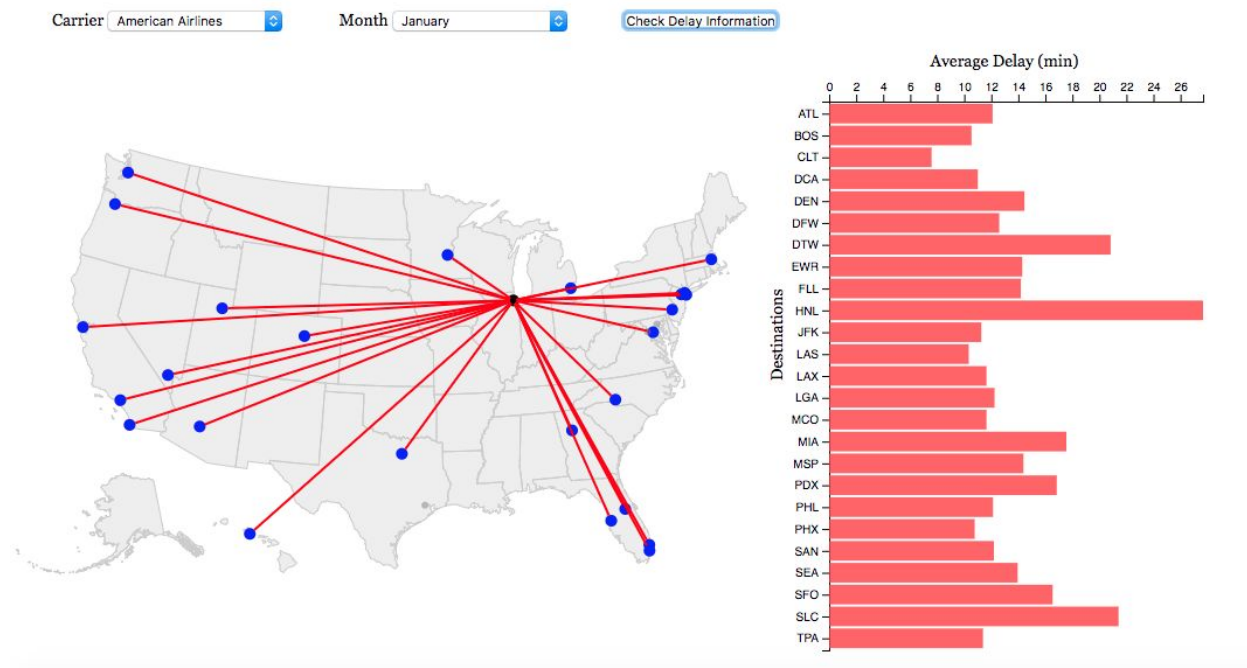 Carrier American Airlines Month January Check Delay Information
Average Delay (min)
0 2 4 6 8 10 12 14 16 18 20 22 24 26
Destinations
ATL
BOS
CLT
DCA
DEN
DFW
DTW
EWR
FLL
HNL
JFK
LAS
LAX
LGA
MCO
MIA
MSP
PDX
PHL
PHX
SAN
SEA
SFO
SLC
TPA